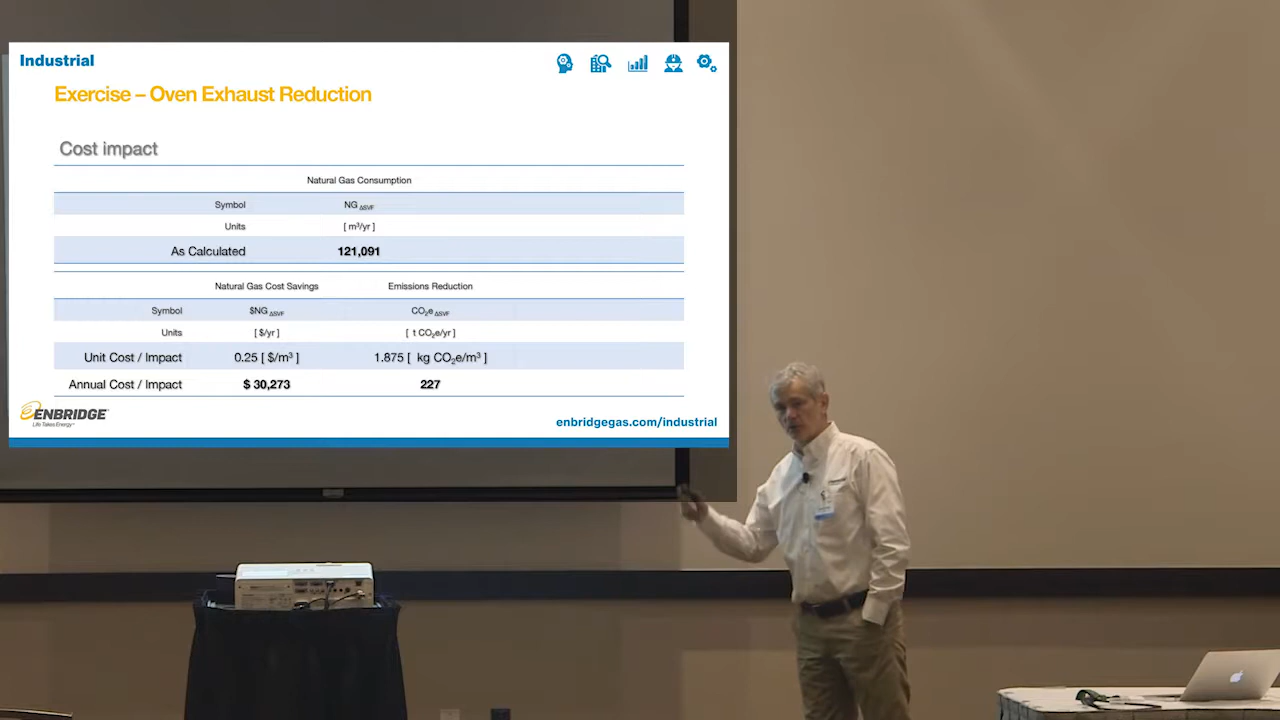 Industrial
Exercise – Oven Exhaust Reduction
Cost impact
Natural Gas Consumption
Symbol NG ΔSVF
Units [ m³/yr ]
As Calculated 121,091
Natural Gas Cost Savings Emissions Reduction
Symbol $NG ΔSVF CO₂e ΔSVF
Units [ $/yr ] [ t CO₂e/yr ]
Unit Cost / Impact 0.25 [ $/m³ ] 1.875 [ kg CO₂e/m³ ]
Annual Cost / Impact $ 30,273 227
ENBRIDGE
Life Takes Energy™
enbridgegas.com/industrial